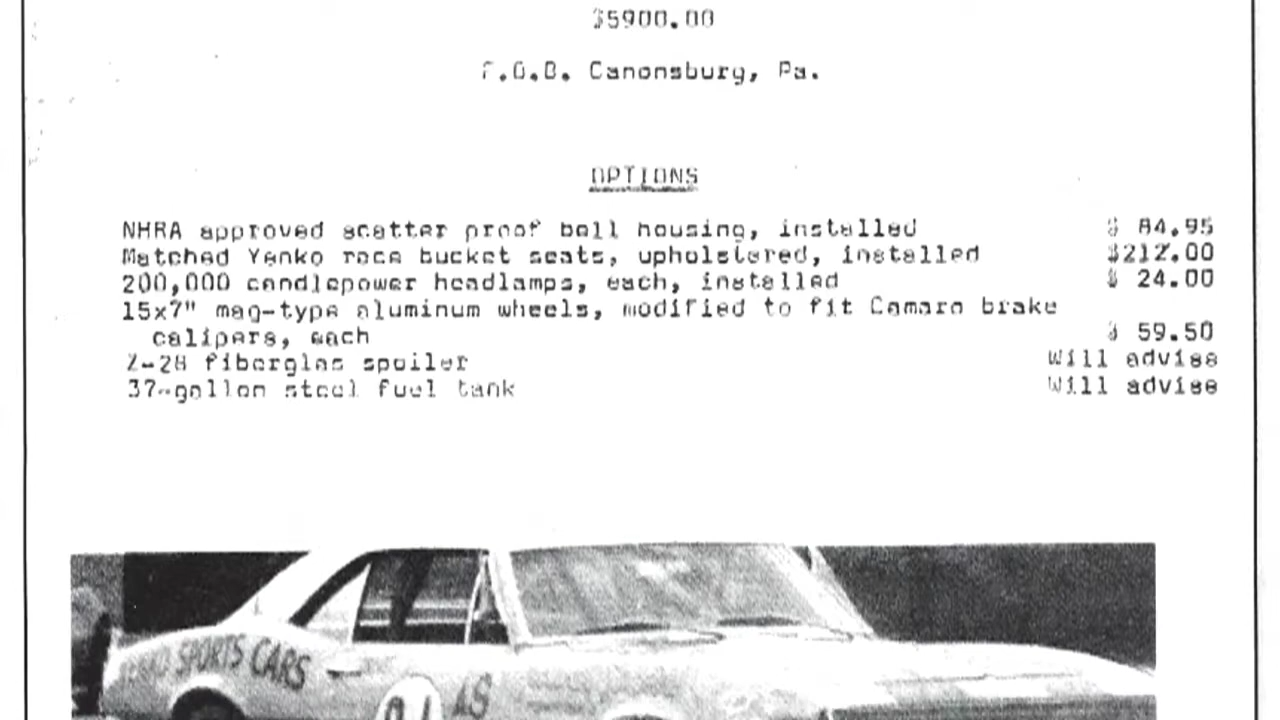 $5900.00
F.O.B. Canonsburg, Pa.
OPTIONS
NHRA approved scatter proof bell housing, installed $ 84.95
Matched Yenko race bucket seats, upholstered, installed $212.00
200,000 candlepower headlamps, each, installed $ 24.00
15x7" mag-type aluminum wheels, modified to fit Camaro brake
calipers, each $ 59.50
Z-28 fiberglas spoiler Will advise
37-gallon steel fuel tank Will advise
SPORTS CARS
AS